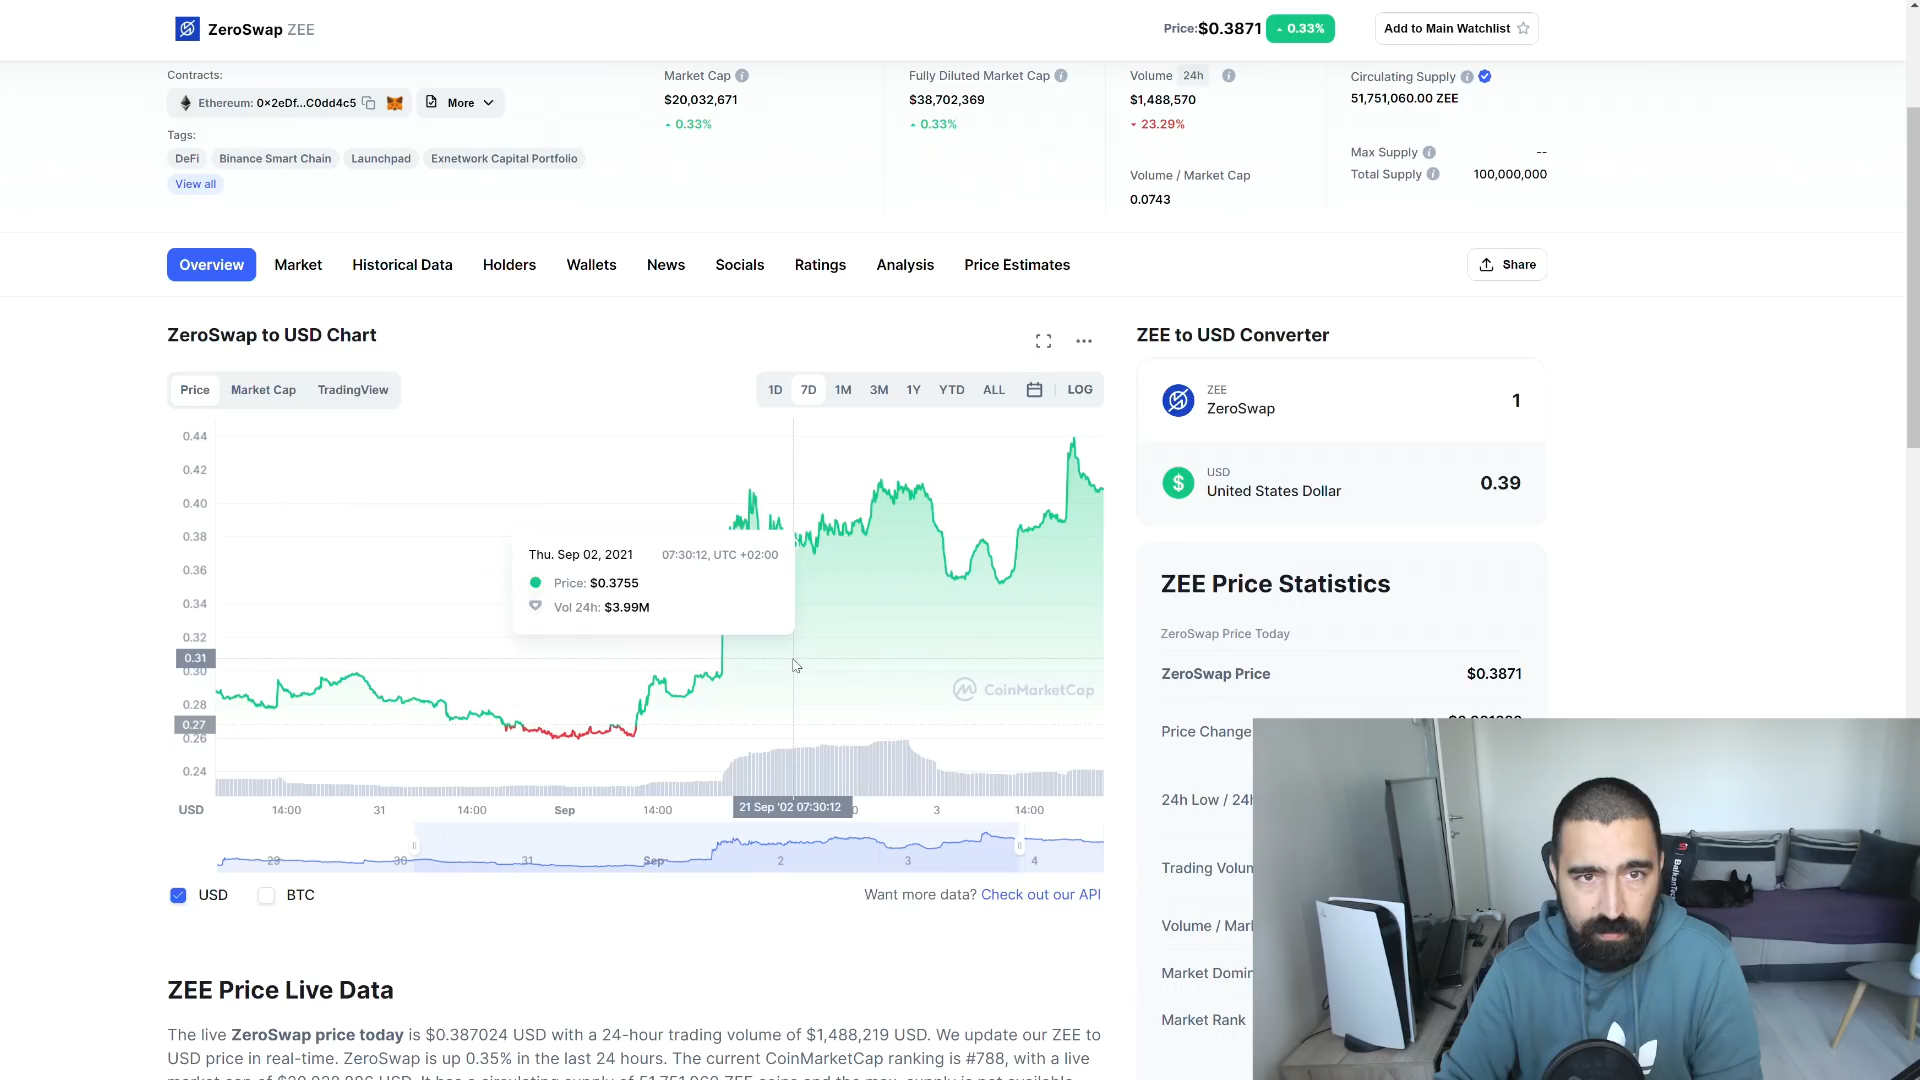 ZeroSwap ZEE
Price:$0.3871
0.33%
Add to Main Watchlist
Contracts:
Ethereum: 0x2eDf...C0dd4c5
More
Tags:
DeFi
Binance Smart Chain
Launchpad
Exnetwork Capital Portfolio
View all
Market Cap
$20,032,671
0.33%
Fully Diluted Market Cap
$38,702,369
0.33%
Volume 24h
$1,488,570
23.29%
Volume / Market Cap
0.0743
Circulating Supply
51,751,060.00 ZEE
Max Supply --
Total Supply 100,000,000
Overview
Market
Historical Data
Holders
Wallets
News
Socials
Ratings
Analysis
Price Estimates
Share
ZeroSwap to USD Chart
Price
Market Cap
TradingView
1D
7D
1M
3M
1Y
YTD
ALL
LOG
0.44
0.42
0.40
0.38
0.36
0.34
0.32
0.31
0.30
0.28
0.27
0.26
0.24
Thu. Sep 02, 2021 07:30:12, UTC +02:00
Price: $0.3755
Vol 24h: $3.99M
CoinMarketCap
USD
14:00
31
14:00
Sep
14:00
21 Sep '02 07:30:12
3
14:00
29
30
31
Sep
2
3
4
USD
BTC
Want more data? Check out our API
ZEE to USD Converter
ZEE
ZeroSwap
1
USD
United States Dollar
0.39
ZEE Price Statistics
ZeroSwap Price Today
ZeroSwap Price $0.3871
Price Change
24h Low / 24h
Trading Volum
Volume / Mar
Market Domin
Market Rank
ZEE Price Live Data
The live ZeroSwap price today is $0.387024 USD with a 24-hour trading volume of $1,488,219 USD. We update our ZEE to
USD price in real-time. ZeroSwap is up 0.35% in the last 24 hours. The current CoinMarketCap ranking is #788, with a live